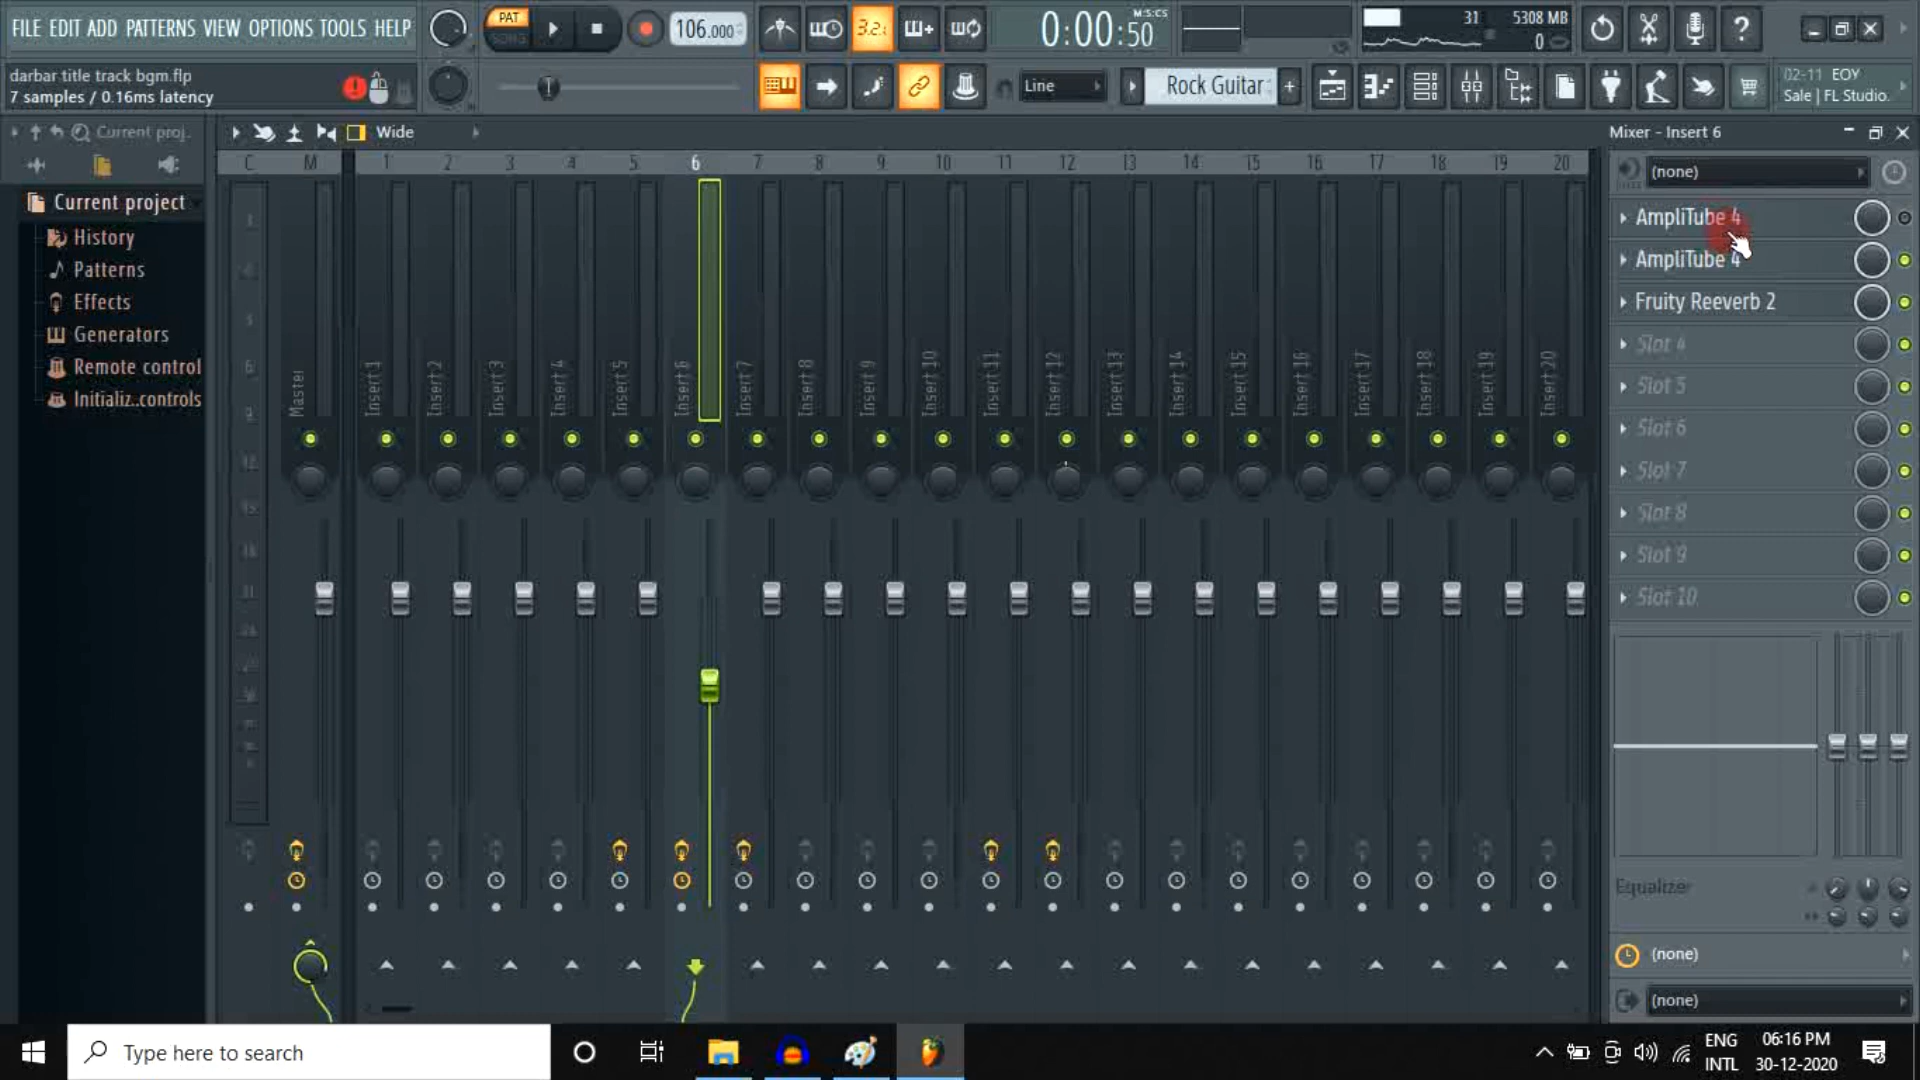 FILE EDIT ADD PATTERNS VIEW OPTIONS TOOLS HELP
PAT
SONG
106.000
3.2:
0:00:50
M:S:CS
31
5308 MB
0
darbar title track bgm.flp
7 samples / 0.16ms latency
Line
Rock Guitar
02-11 EOY
Sale | FL Studio.
Current proj..
Wide
Mixer - Insert 6
C M 1 2 3 4 5 6 7 8 9 10 11 12 13 14 15 16 17 18 19 20
(none)
Current project
History
Patterns
Effects
Generators
Remote control
Initializ..controls
AmpliTube 4
AmpliTube 4
Fruity Reeverb 2
Slot 4
Slot 5
Slot 6
Slot 7
Slot 8
Slot 9
Slot 10
Master
Insert 1
Insert 2
Insert 3
Insert 4
Insert 5
Insert 6
Insert 7
Insert 8
Insert 9
Insert 10
Insert 11
Insert 12
Insert 13
Insert 14
Insert 15
Insert 16
Insert 17
Insert 18
Insert 19
Insert 20
Equalizer
(none)
(none)
Type here to search
ENG
INTL
06:16 PM
30-12-2020